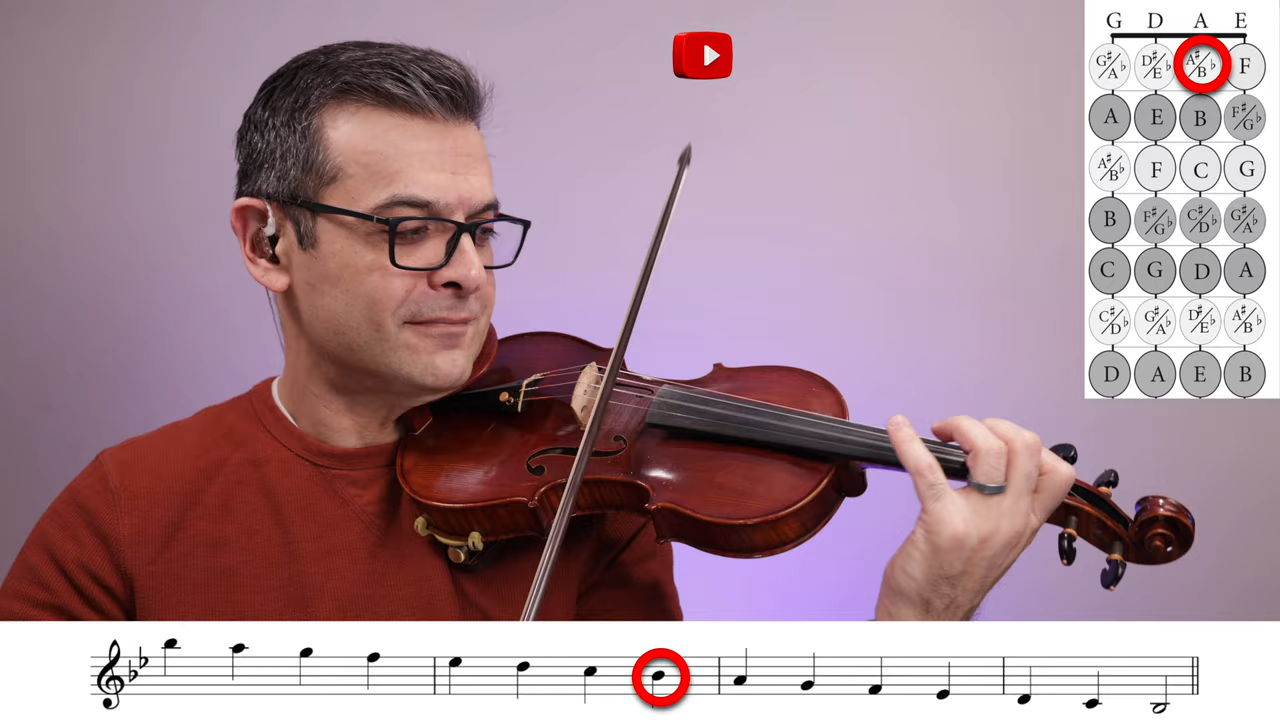 G D A E
G♯/A♭ D♯/E♭ A♯/B♭ F
A E B F♯/G♭
A♯/B♭ F C G
B F♯/G♭ C♯/D♭ G♯/A♭
C G D A
C♯/D♭ G♯/A♭ D♯/E♭ A♯/B♭
D A E B